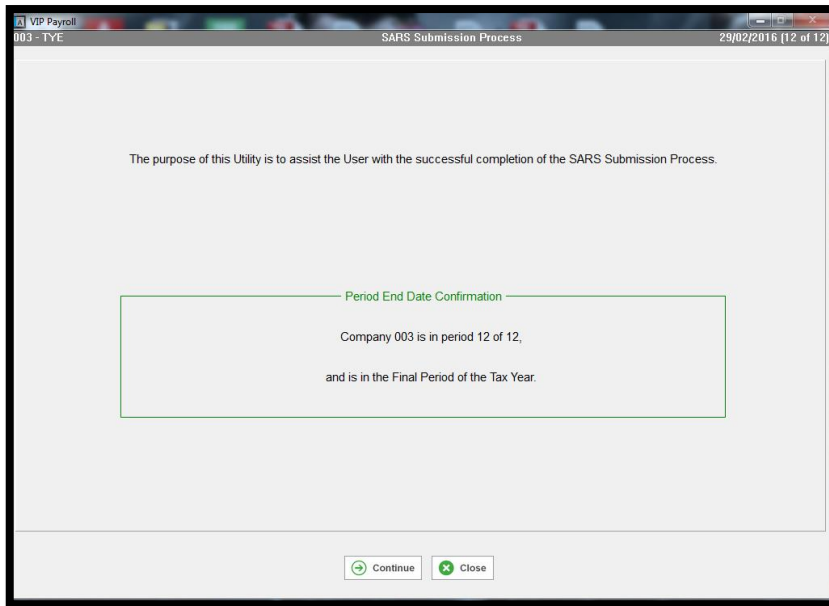 VIP Payroll
003 - TYE SARS Submission Process 29/02/2016 (12 of 12)
The purpose of this Utility is to assist the User with the successful completion of the SARS Submission Process.
Period End Date Confirmation
Company 003 is in period 12 of 12,
and is in the Final Period of the Tax Year.
Continue Close